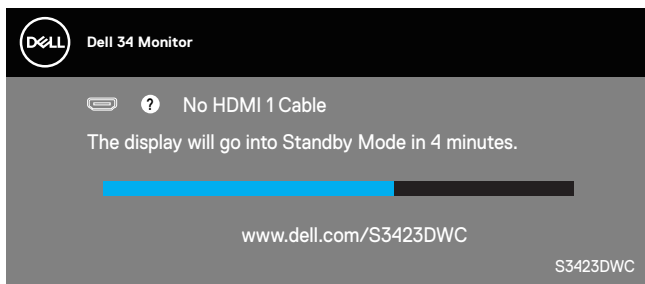 DELL
Dell 34 Monitor
? No HDMI 1 Cable
The display will go into Standby Mode in 4 minutes.
www.dell.com/S3423DWC
S3423DWC